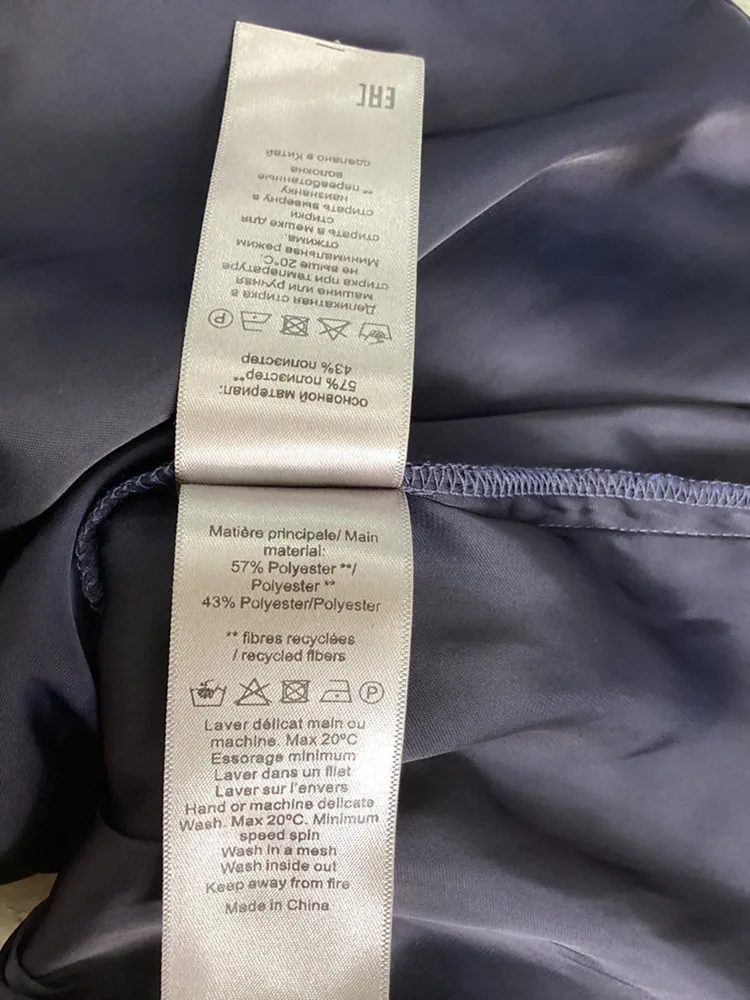 основной материал:
57% полиэстер**
43% полиэстер
P
Деликатная стирка в
машине или ручная
стирка при температуре
не выше 20°C.
Минимальная режим
отжима.
стирать в мешке для
стирки
стирать выверну в
наизнанку
** переработанные
волокна
сделано в Китай
EAC
Matière principale/ Main
material:
57% Polyester **/
Polyester **
43% Polyester/Polyester
** fibres recyclées
/ recycled fibers
P
Laver délicat main ou
machine. Max 20°C
Essorage minimum
Laver dans un filet
Laver sur l'envers
Hand or machine delicate
Wash. Max 20°C. Minimum
speed spin
Wash in a mesh
Wash inside out
Keep away from fire
Made in China